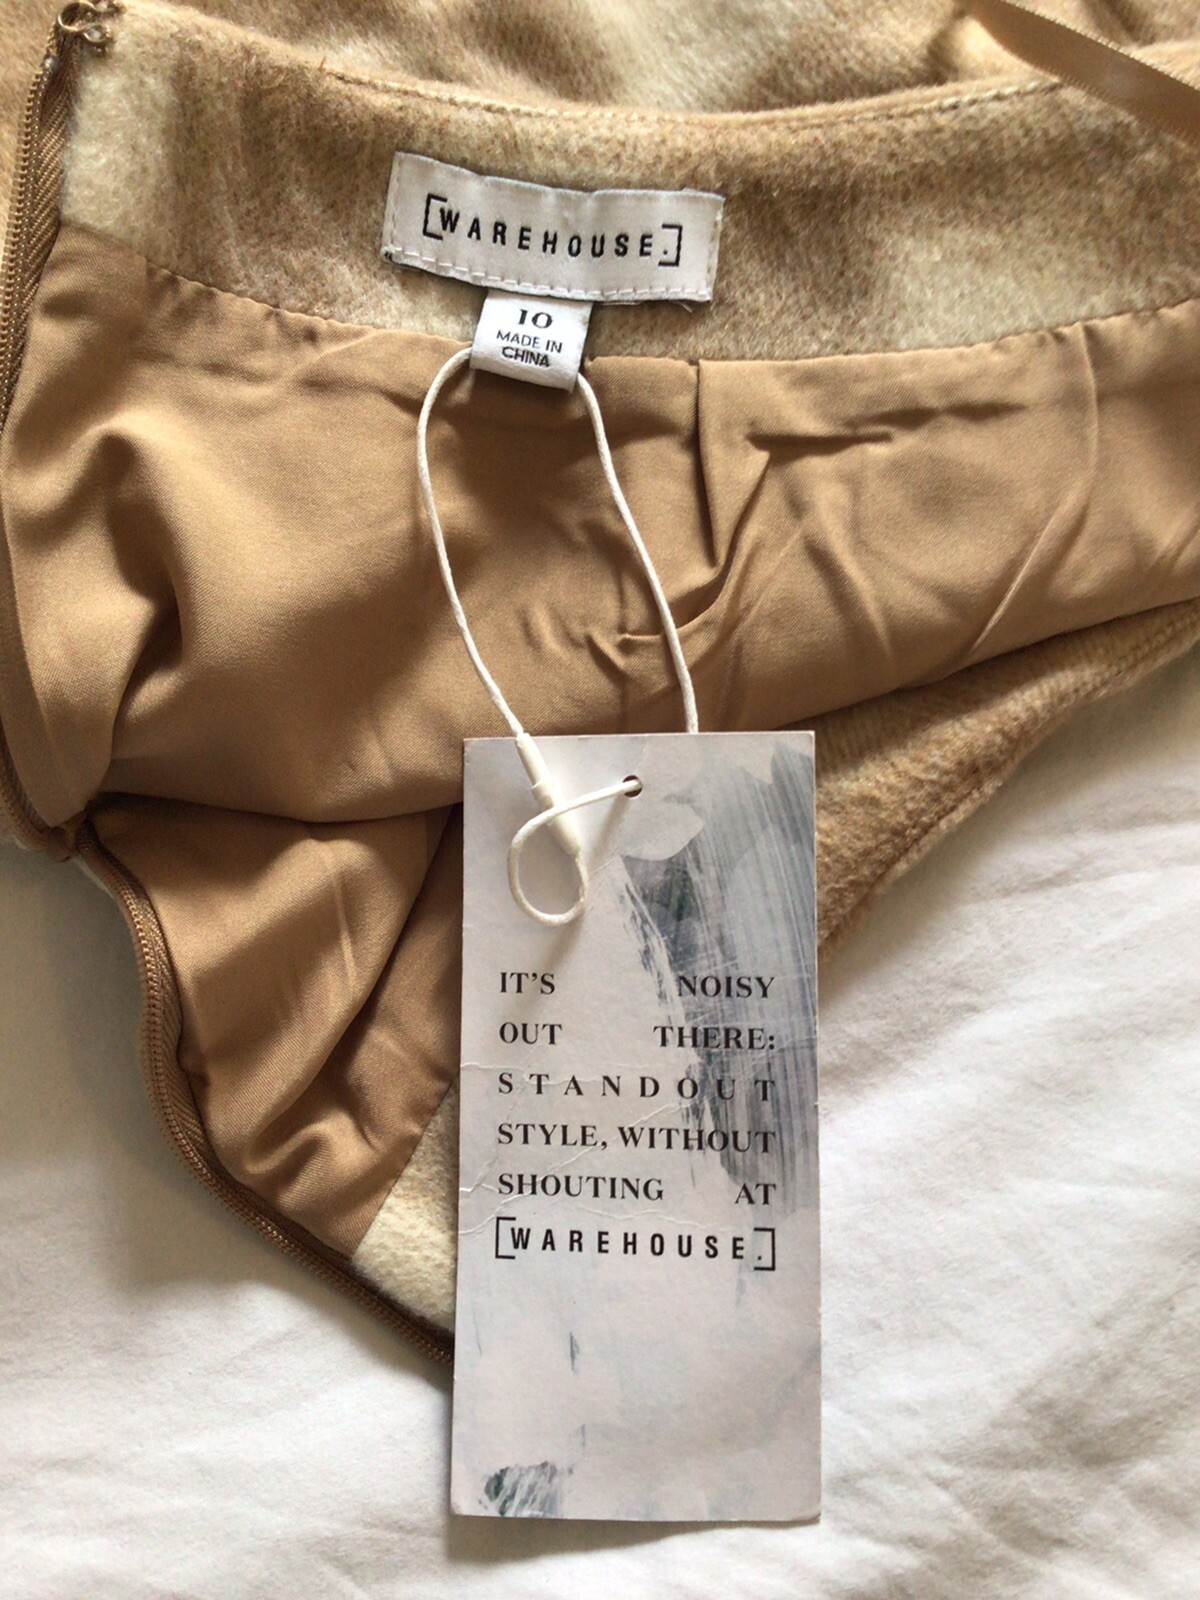 [WAREHOUSE.]
10
MADE IN
CHINA
IT'S NOISY
OUT THERE:
STANDOUT
STYLE, WITHOUT
SHOUTING AT
[WAREHOUSE.]